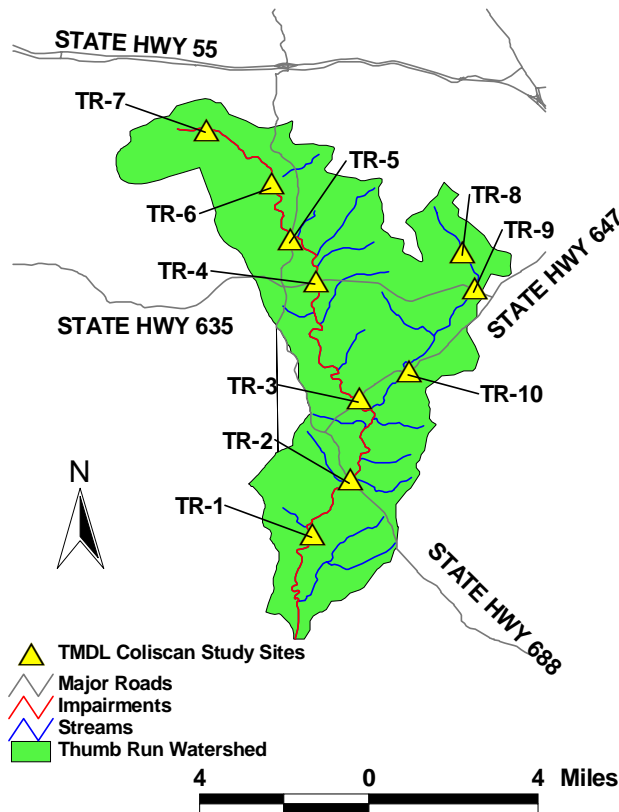 STATE HWY 55
TR-7
TR-5
TR-8
TR-6
TR-9
STATE HWY 647
TR-4
STATE HWY 635
TR-3
TR-10
TR-2
N
TR-1
STATE HWY 688
TMDL Coliscan Study Sites
Major Roads
Impairments
Streams
Thumb Run Watershed
4 0 4 Miles